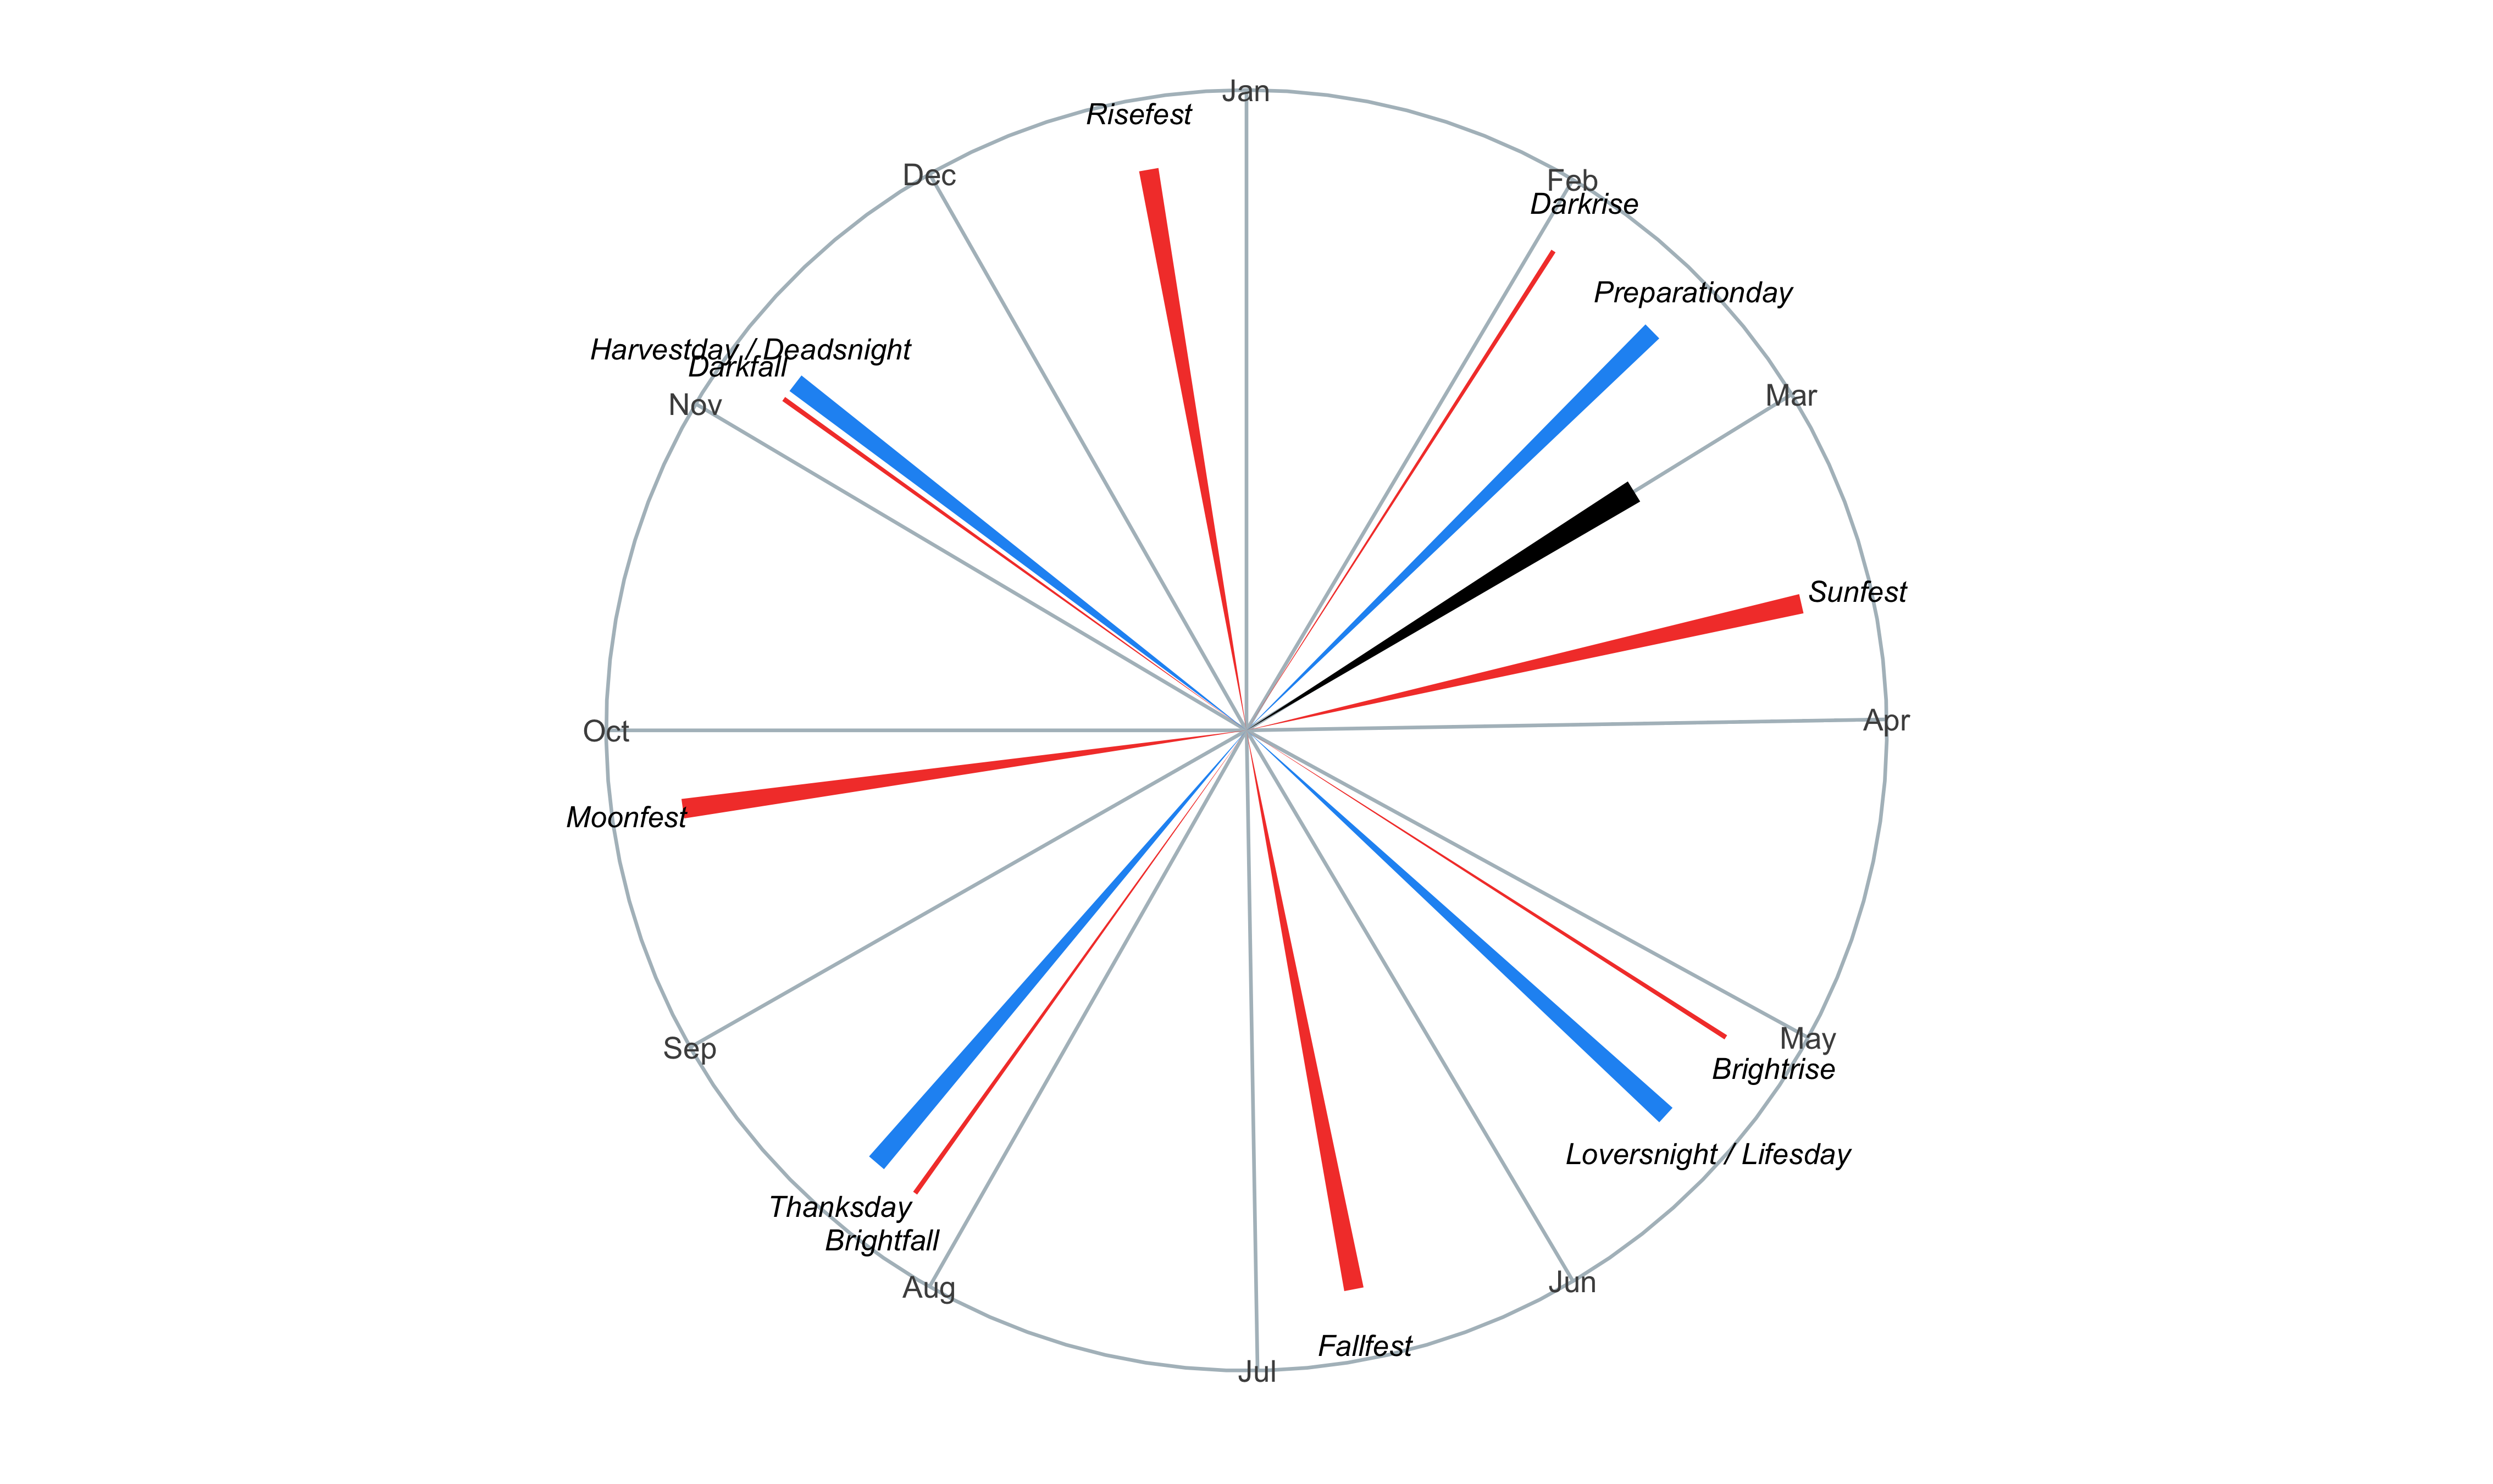 Jan
Risefest
Dec
Feb
Darkrise
Preparationday
Harvestday / Deadsnight
Darkfall
Nov
Mar
Sunfest
Oct
Apr
Moonfest
Sep
May
Brightrise
Loversnight / Lifesday
Thanksday
Brightfall
Aug
Jun
Fallfest
Jul